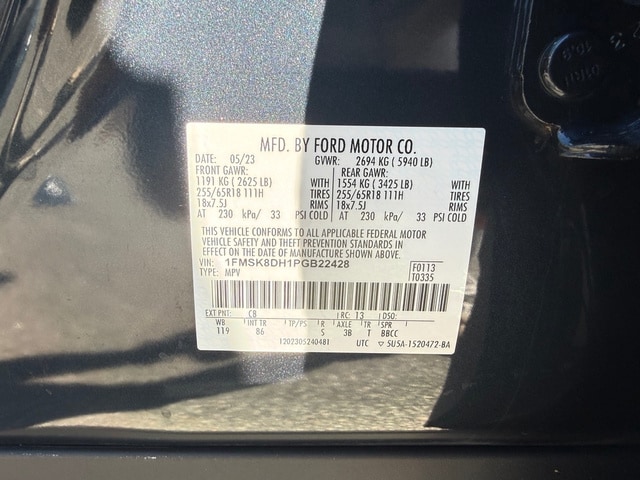 MFD. BY FORD MOTOR CO.
DATE: 05/23 GVWR: 2694 KG ( 5940 LB)
FRONT GAWR: REAR GAWR:
1191 KG ( 2625 LB) WITH 1554 KG ( 3425 LB) WITH
255/65R18 111H TIRES 255/65R18 111H TIRES
18x7.5J RIMS 18x7.5J RIMS
AT 230 kPa/ 33 PSI COLD AT 230 kPa/ 33 PSI COLD
THIS VEHICLE CONFORMS TO ALL APPLICABLE FEDERAL MOTOR
VEHICLE SAFETY AND THEFT PREVENTION STANDARDS IN
EFFECT ON THE DATE OF MANUFACTURE SHOWN ABOVE.
VIN: 1FMSK8DH1PGB22428
TYPE: MPV
F0113
T0335
EXT PNT: CB RC: 13 DSO:
WB INT TR TP/PS R AXLE TR SPR
119 86 S 3B T BBCC
1202305240481 UTC ▽ 5U5A-1520472-BA
10.9